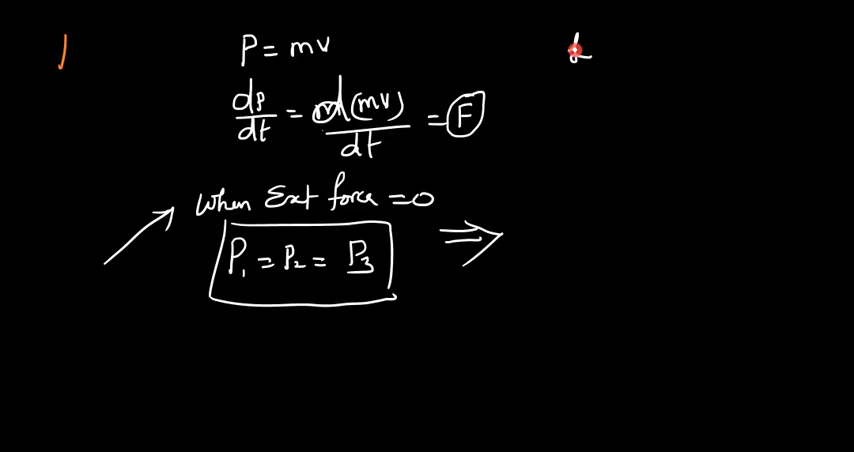 P = mv
dp/dt = d(mv)/dt = F
When Ext force = 0
P₁ = P₂ = P₃